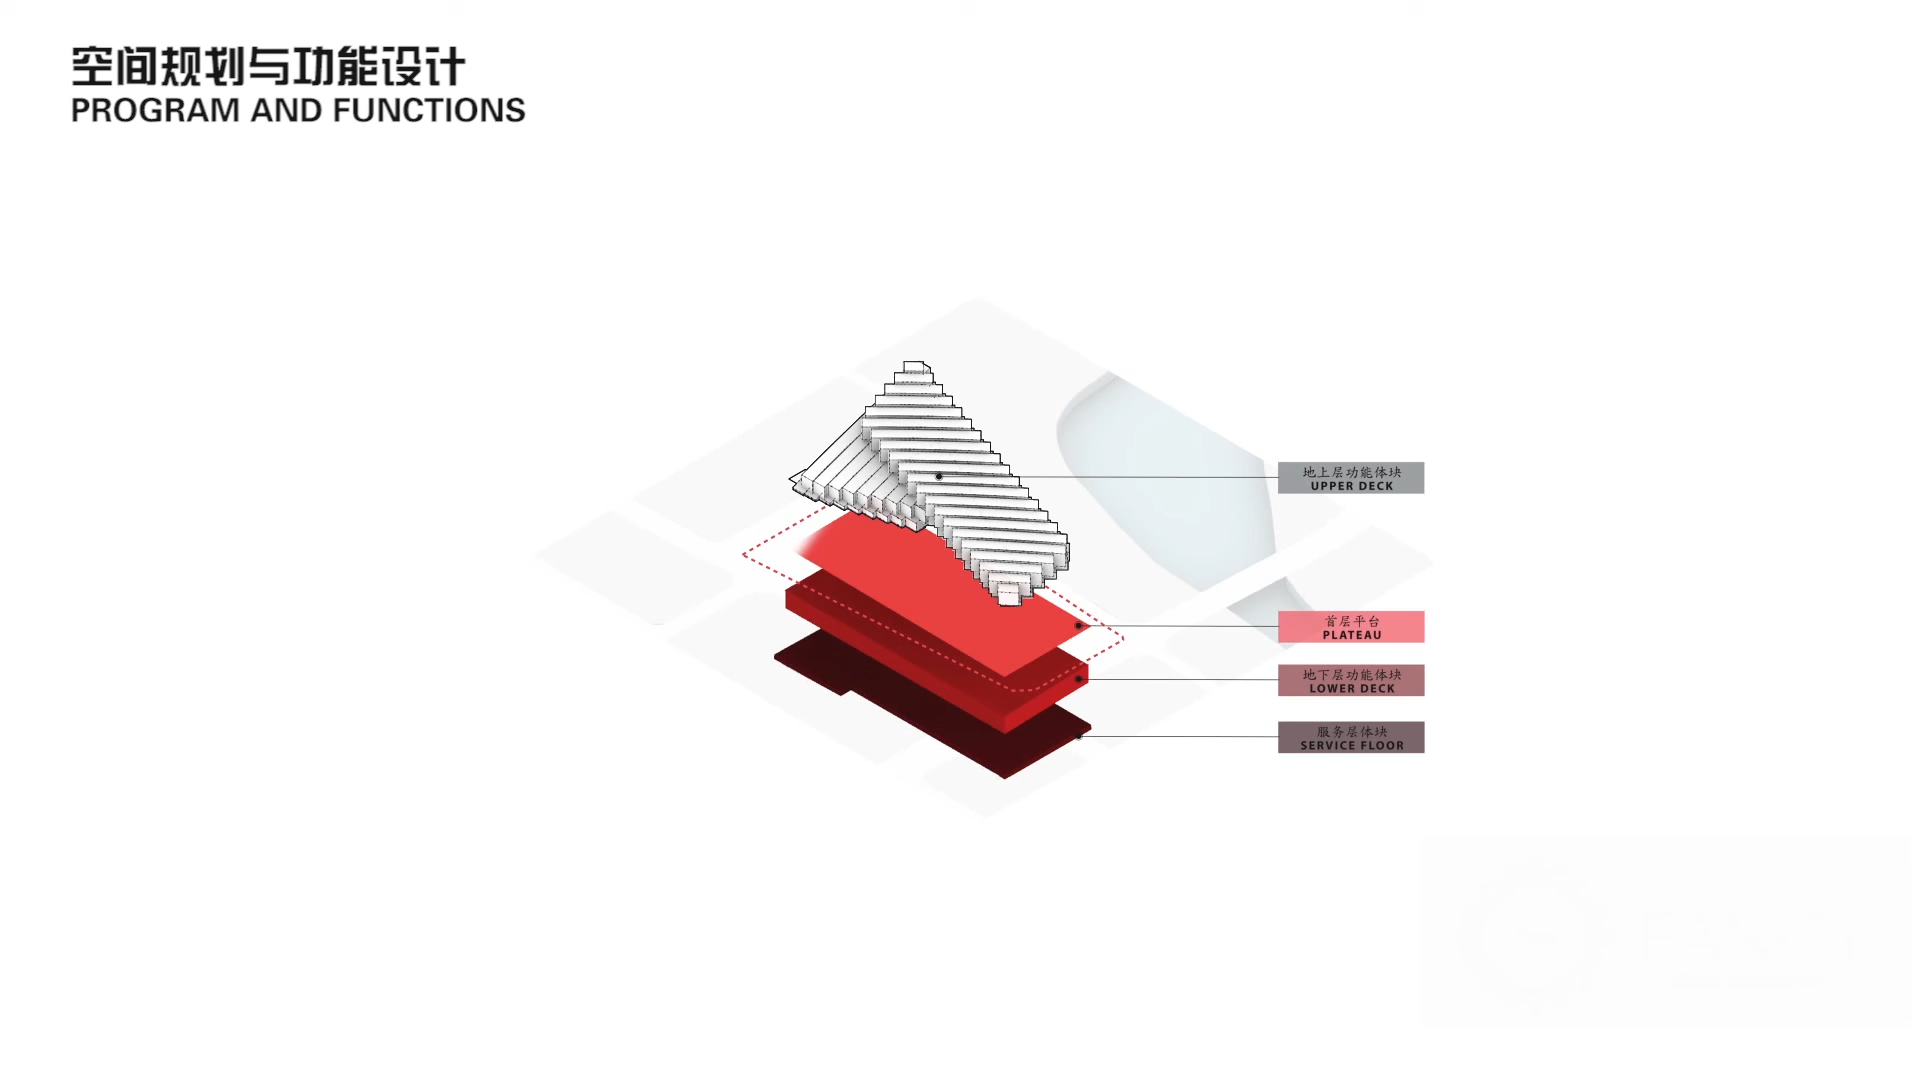 空间规划与功能设计
PROGRAM AND FUNCTIONS
地上层功能体块
UPPER DECK
首层平台
PLATEAU
地下层功能体块
LOWER DECK
服务层体块
SERVICE FLOOR